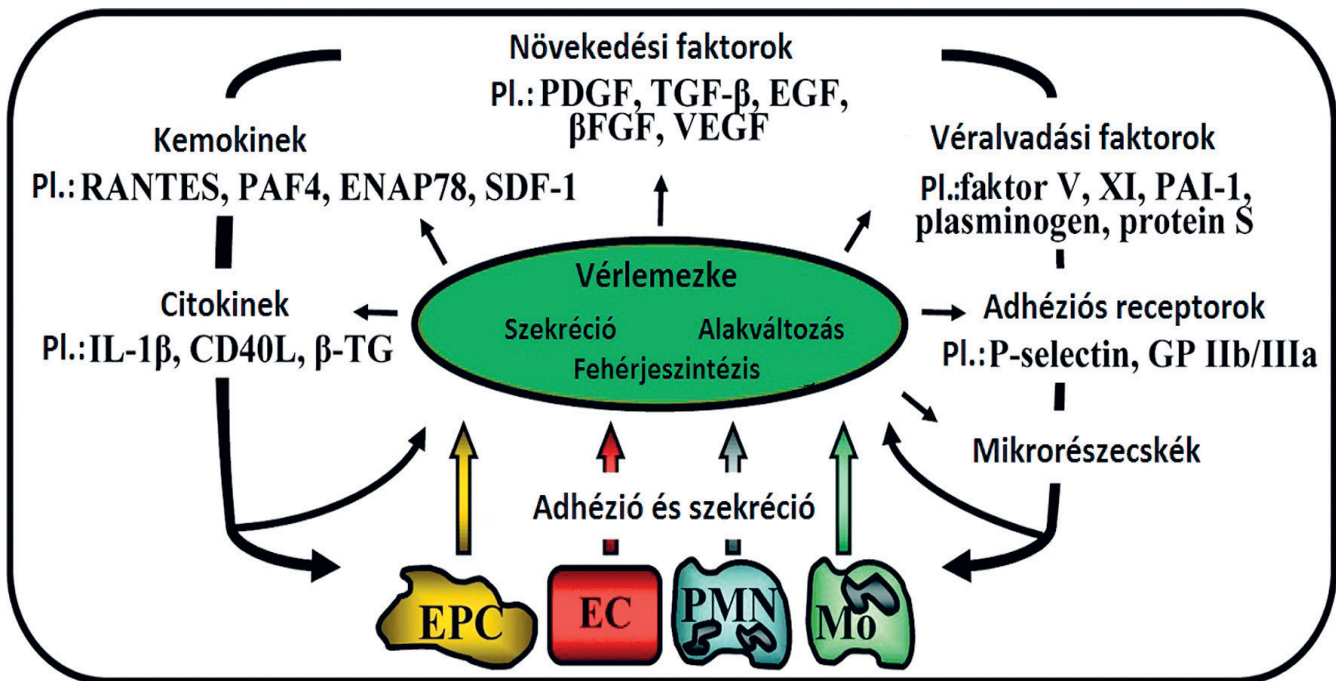 Növekedési faktorok
Pl.: PDGF, TGF-β, EGF,
βFGF, VEGF
Kemokinek
Pl.: RANTES, PAF4, ENAP78, SDF-1
Véralvadási faktorok
Pl.:faktor V, XI, PAI-1,
plasminogen, protein S
Vérlemezke
Szekréció Alakváltozás
Fehérjeszintézis
Citokinek
Pl.: IL-1β, CD40L, β-TG
Adhéziós receptorok
Pl.: P-selectin, GP IIb/IIIa
Mikrorészecskék
Adhézió és szekréció
EPC EC PMN Mo